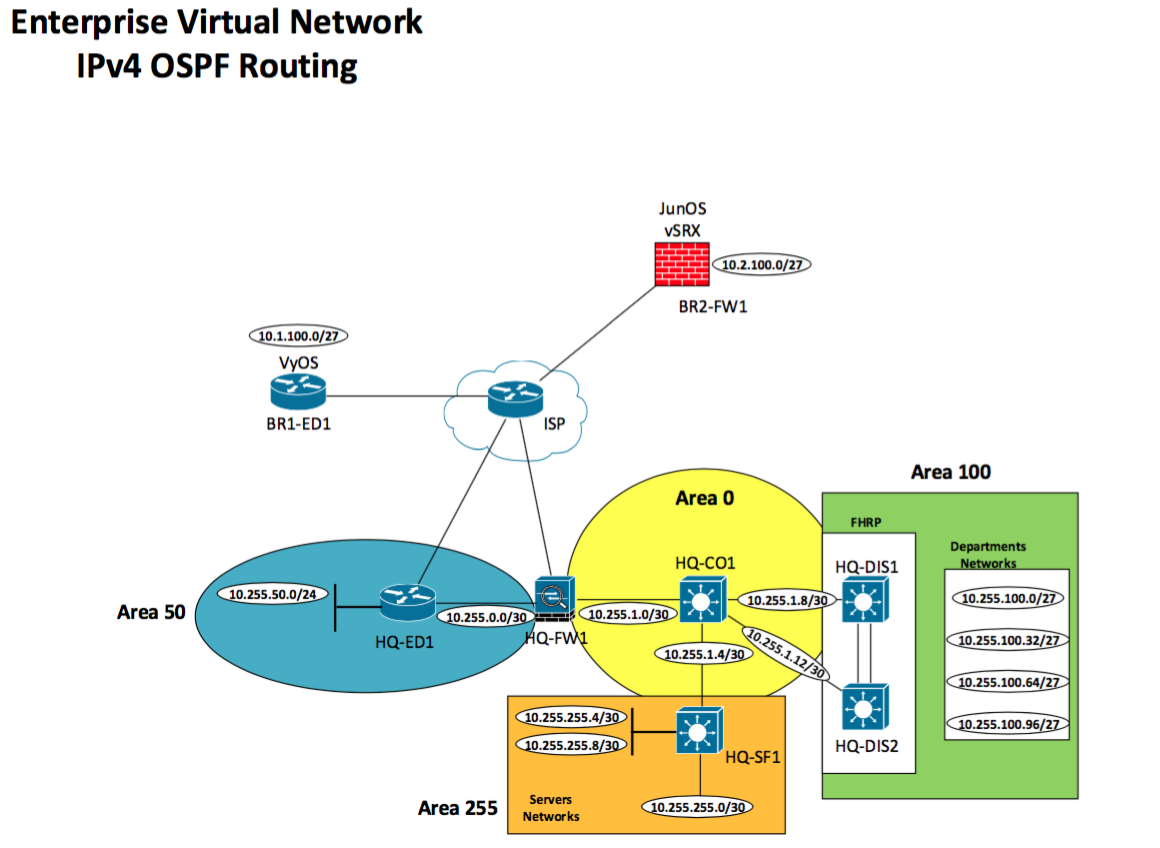 Enterprise Virtual Network
IPv4 OSPF Routing
JunOS
vSRX
10.2.100.0/27
BR2-FW1
10.1.100.0/27
VyOS
BR1-ED1
ISP
Area 100
Area 0
FHRP
Departments
Networks
HQ-CO1
HQ-DIS1
10.255.50.0/24
10.255.100.0/27
10.255.1.8/30
Area 50
10.255.0.0/30
10.255.1.0/30
HQ-ED1
HQ-FW1
10.255.100.32/27
10.255.1.4/30
10.255.1.12/30
10.255.100.64/27
10.255.255.4/30
10.255.100.96/27
10.255.255.8/30
HQ-SF1
HQ-DIS2
Area 255
Servers
Networks
10.255.255.0/30